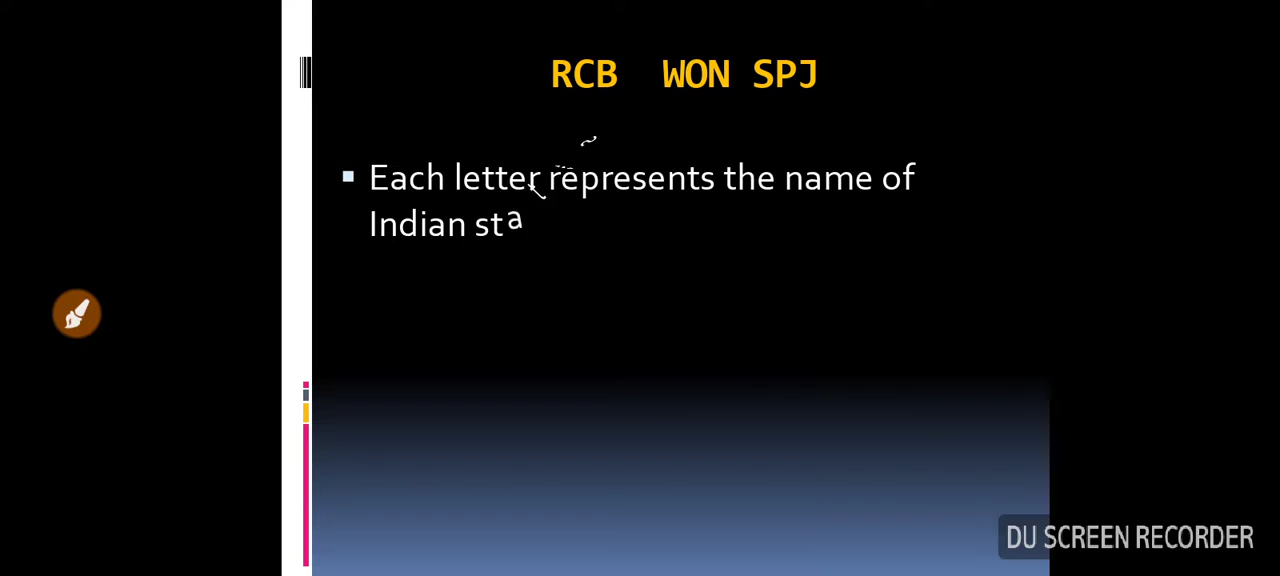 RCB WON SPJ
Each letter represents the name of
Indian sta
DU SCREEN RECORDER